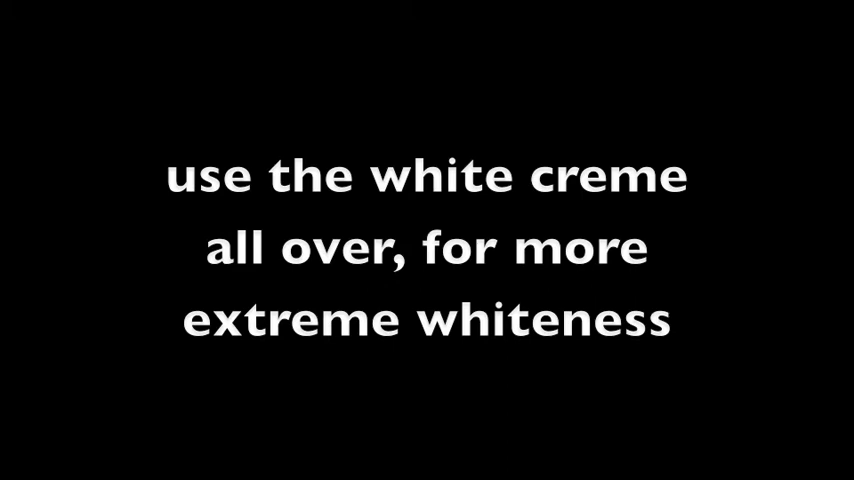 use the white creme
all over, for more
extreme whiteness